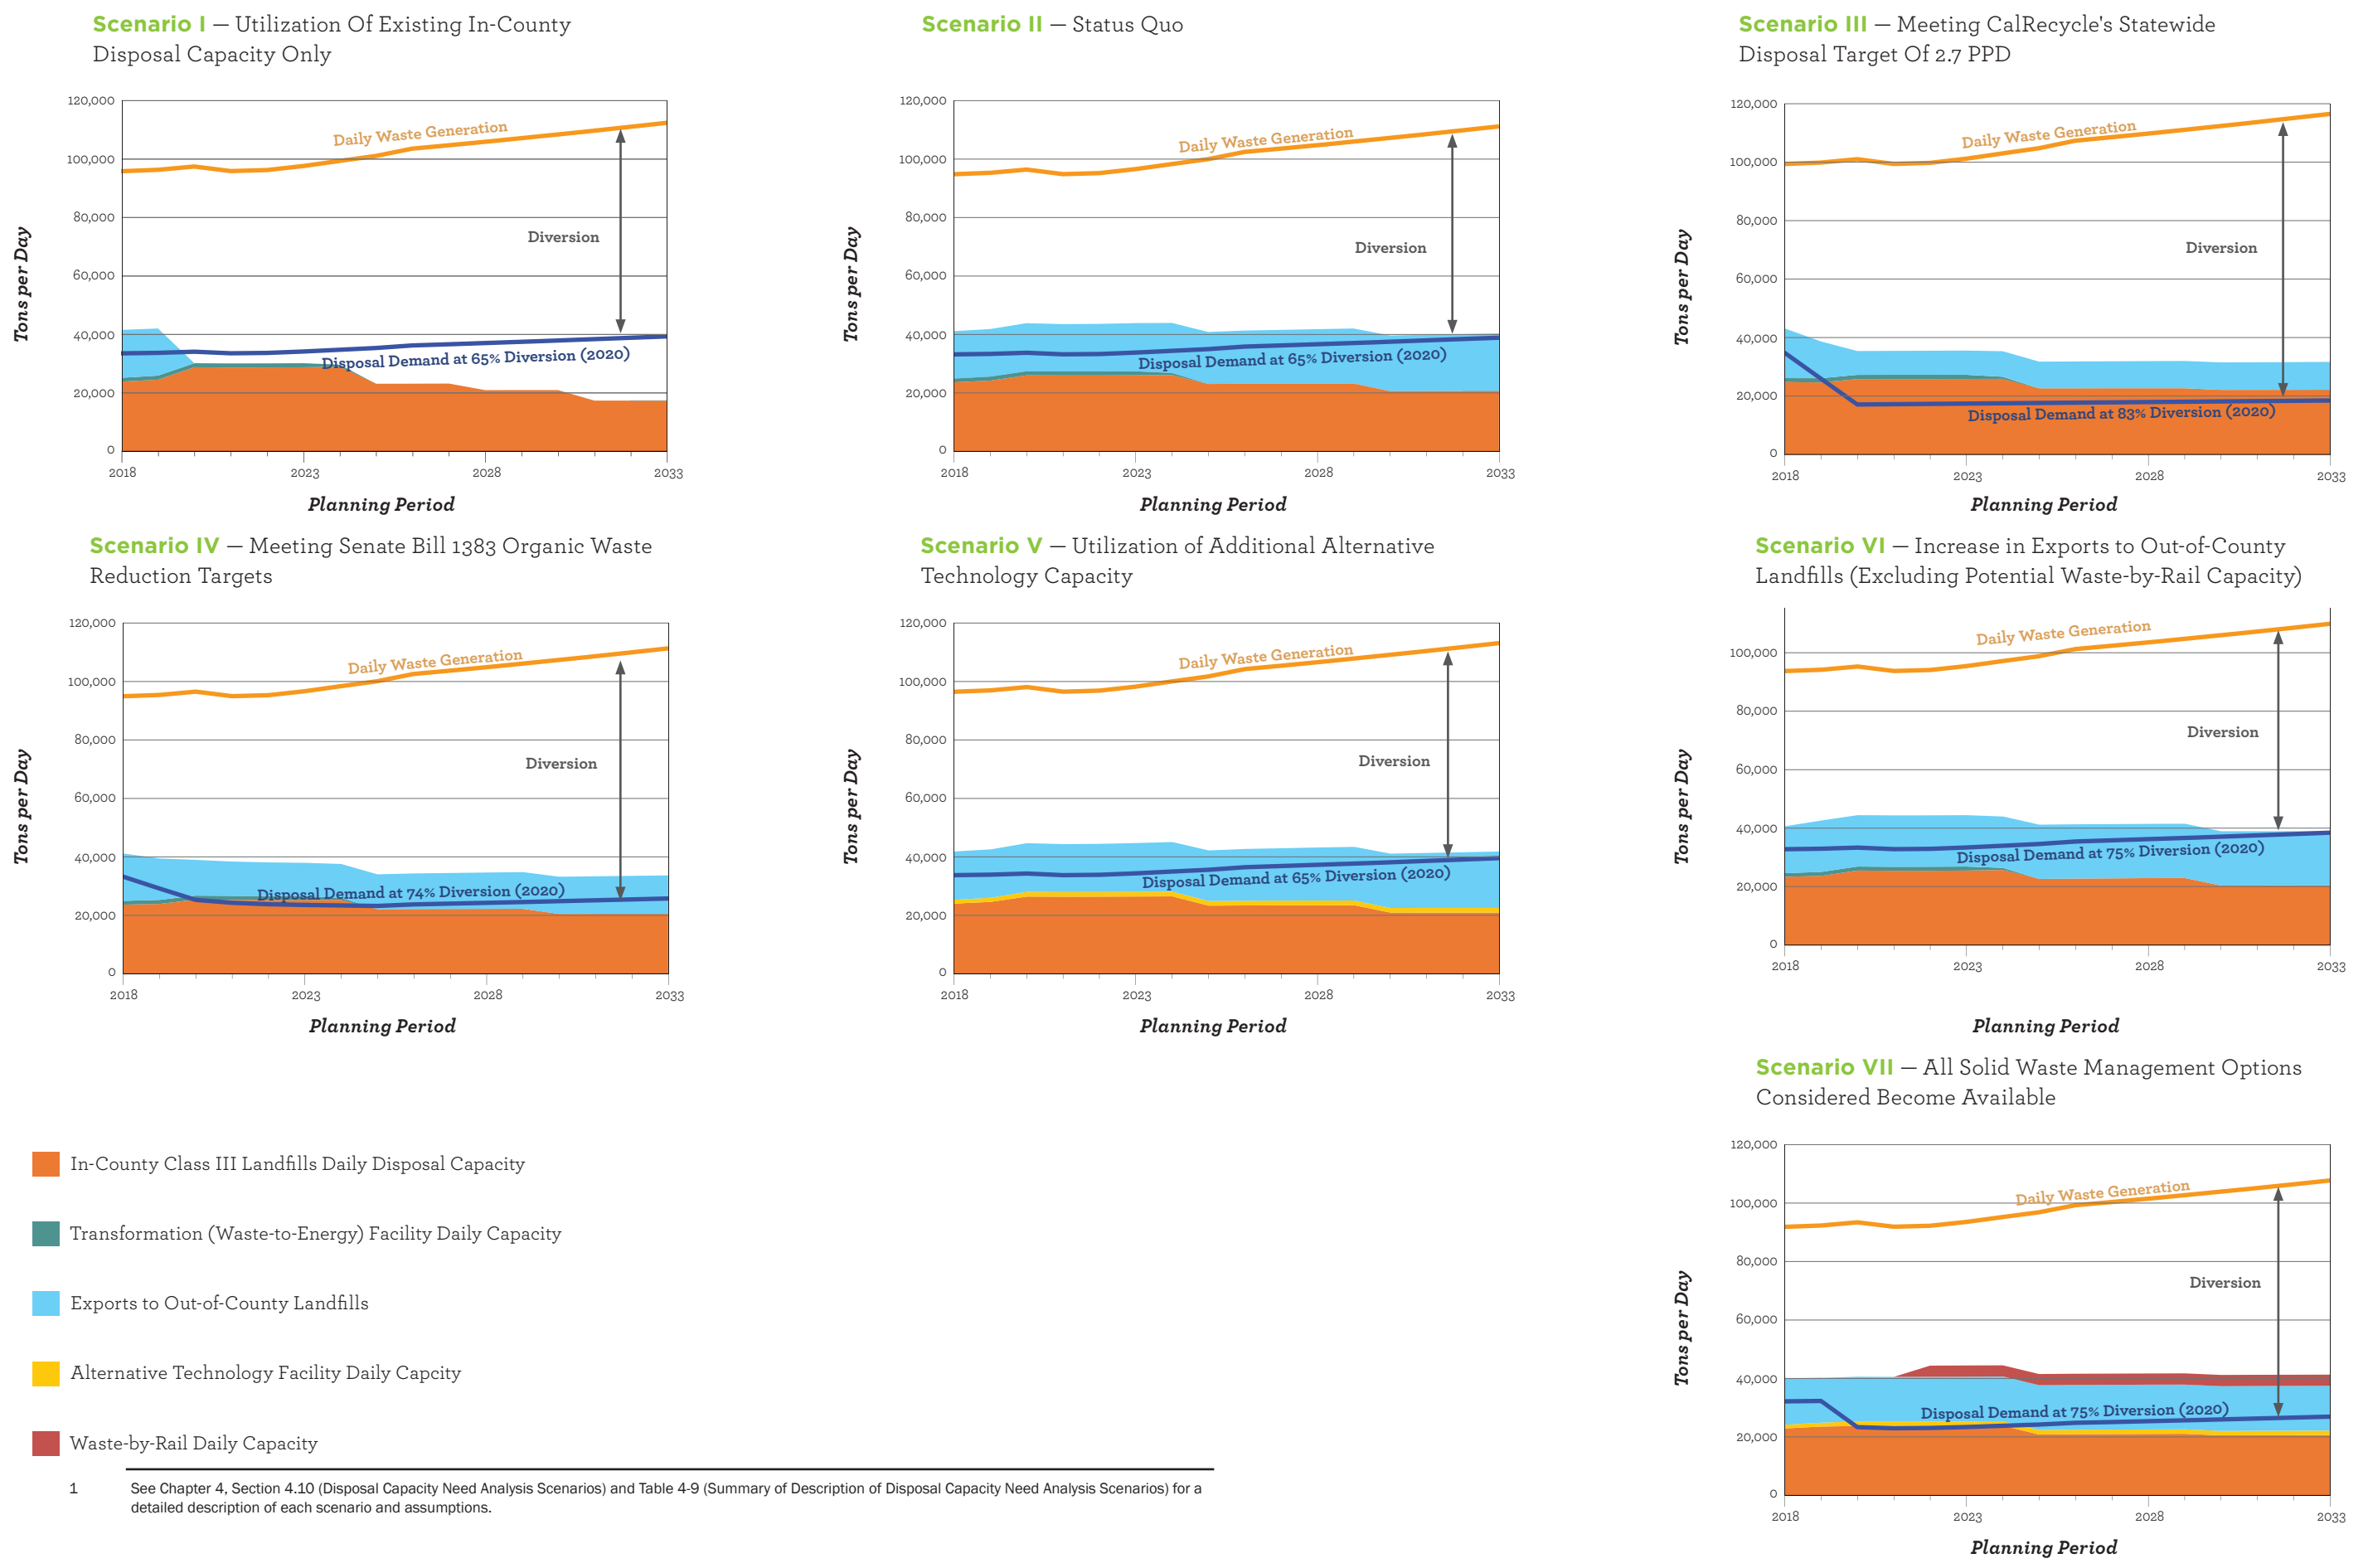 Scenario I — Utilization Of Existing In-County
Disposal Capacity Only
120,000
100,000
80,000
60,000
40,000
20,000
0
Tons per Day
Daily Waste Generation
Diversion
Disposal Demand at 65% Diversion (2020)
2018
2023
2028
2033
Planning Period
Scenario II — Status Quo
120,000
100,000
80,000
60,000
40,000
20,000
0
Tons per Day
Daily Waste Generation
Diversion
Disposal Demand at 65% Diversion (2020)
2018
2023
2028
2033
Planning Period
Scenario III — Meeting CalRecycle's Statewide
Disposal Target Of 2.7 PPD
120,000
100,000
80,000
60,000
40,000
20,000
0
Tons per Day
Daily Waste Generation
Diversion
Disposal Demand at 83% Diversion (2020)
2018
2023
2028
2033
Planning Period
Scenario IV — Meeting Senate Bill 1383 Organic Waste
Reduction Targets
120,000
100,000
80,000
60,000
40,000
20,000
0
Tons per Day
Daily Waste Generation
Diversion
Disposal Demand at 74% Diversion (2020)
2018
2023
2028
2033
Planning Period
Scenario V — Utilization of Additional Alternative
Technology Capacity
120,000
100,000
80,000
60,000
40,000
20,000
0
Tons per Day
Daily Waste Generation
Diversion
Disposal Demand at 65% Diversion (2020)
2018
2023
2028
2033
Planning Period
Scenario VI — Increase in Exports to Out-of-County
Landfills (Excluding Potential Waste-by-Rail Capacity)
100,000
80,000
60,000
40,000
20,000
0
Tons per Day
Daily Waste Generation
Diversion
Disposal Demand at 75% Diversion (2020)
2018
2023
2028
2033
Planning Period
Scenario VII — All Solid Waste Management Options
Considered Become Available
120,000
100,000
80,000
60,000
40,000
20,000
0
Tons per Day
Daily Waste Generation
Diversion
Disposal Demand at 75% Diversion (2020)
2018
2023
2028
2033
Planning Period
In-County Class III Landfills Daily Disposal Capacity
Transformation (Waste-to-Energy) Facility Daily Capacity
Exports to Out-of-County Landfills
Alternative Technology Facility Daily Capcity
Waste-by-Rail Daily Capacity
1 See Chapter 4, Section 4.10 (Disposal Capacity Need Analysis Scenarios) and Table 4-9 (Summary of Description of Disposal Capacity Need Analysis Scenarios) for a
detailed description of each scenario and assumptions.